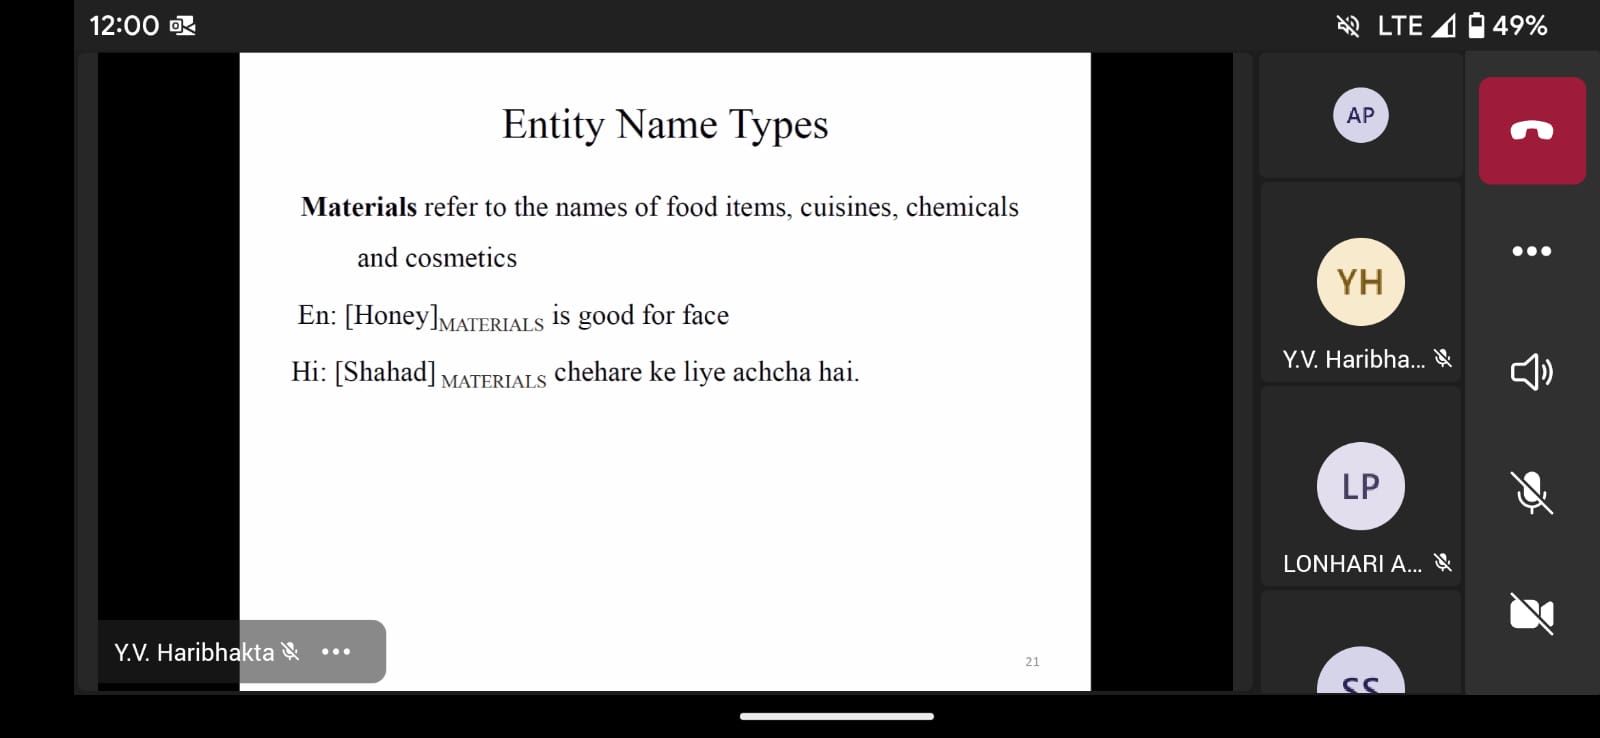 12:00
LTE 49%
Entity Name Types
Materials refer to the names of food items, cuisines, chemicals
and cosmetics
En: [Honey]MATERIALS is good for face
Hi: [Shahad] MATERIALS chehare ke liye achcha hai.
21
Y.V. Haribhakta
AP
YH
Y.V. Haribha...
LP
LONHARI A...
SS